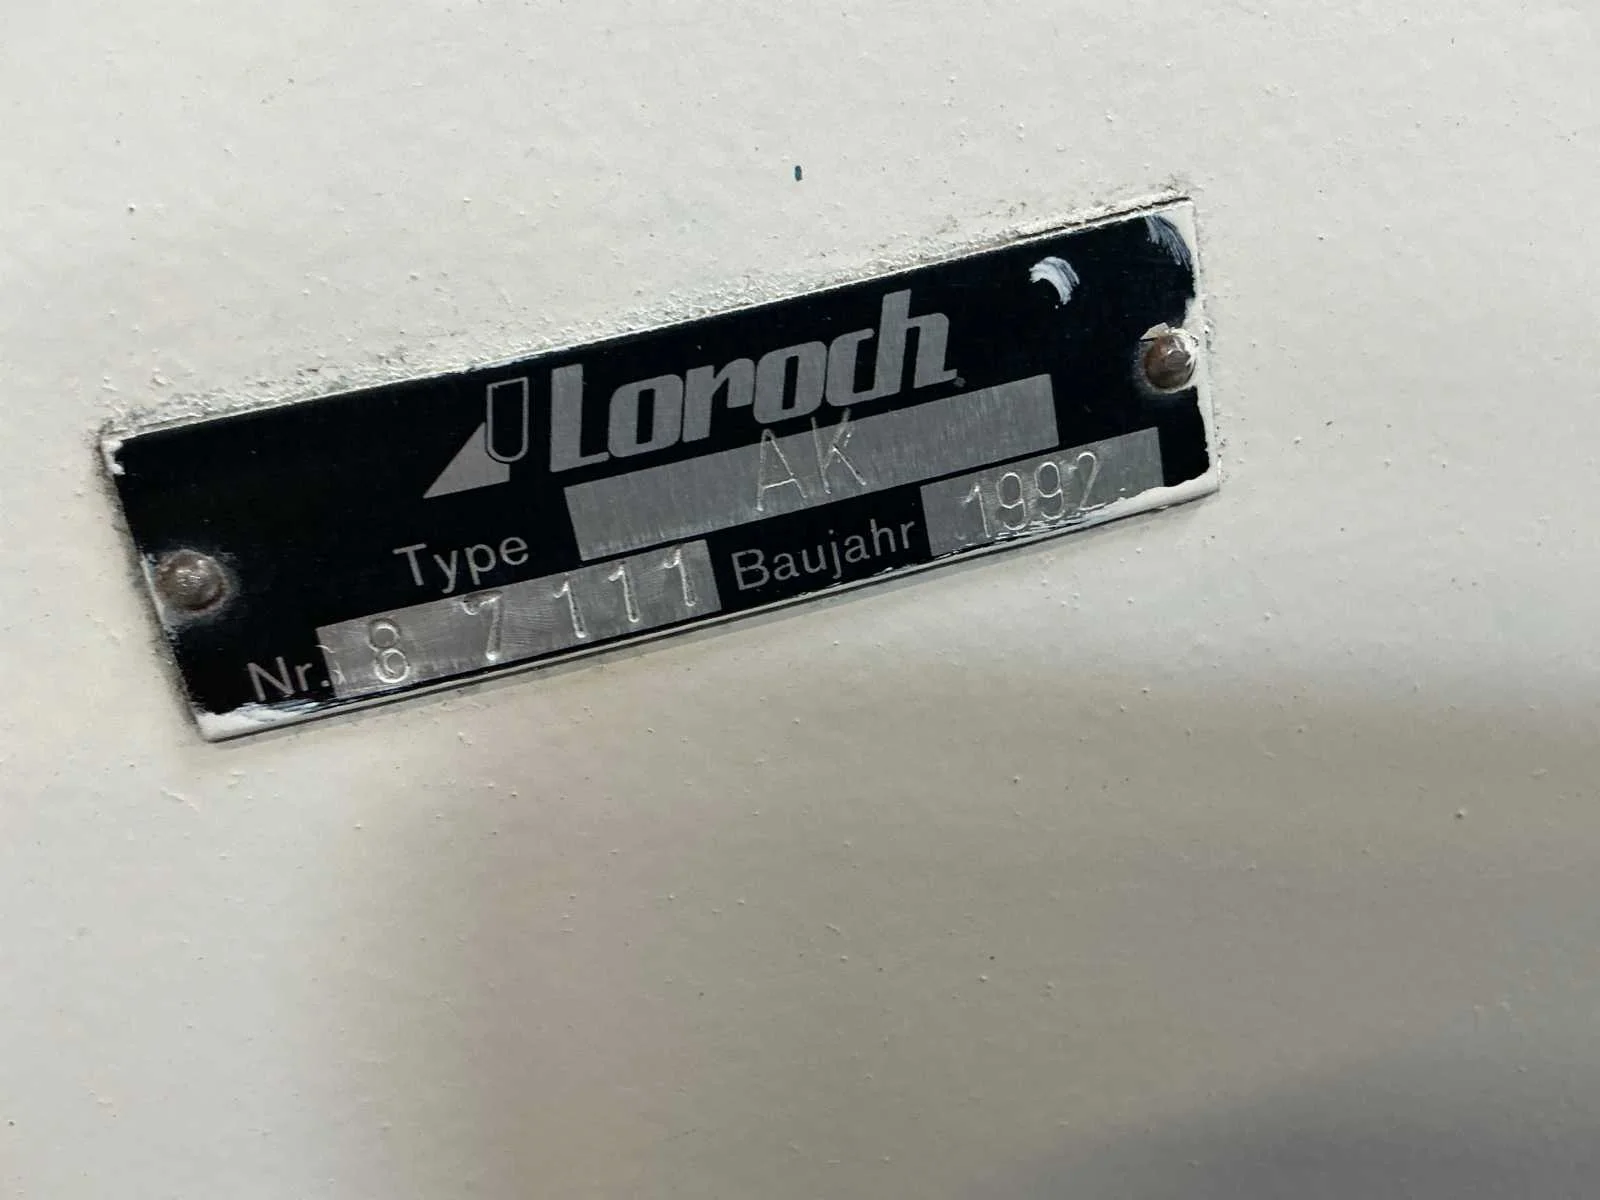 Loroch
Type AK
Nr. 8 7 111 Baujahr 1992